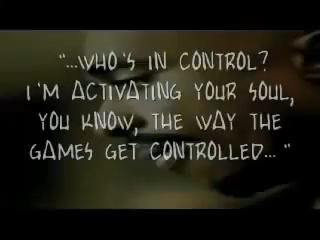 "...WHO'S IN CONTROL?
I'M ACTIVATING YOUR SOUL,
YOU KNOW, THE WAY THE
GAMES GET CONTROLLED... "